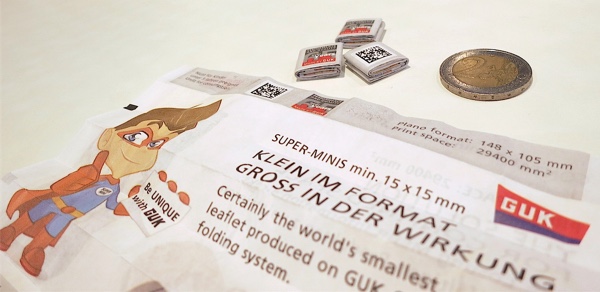 Plane format: 148 x 105 mm
Print space: 29400 mm²
SUPER-MINIS min. 15 x 15 mm
KLEIN IM FORMAT
GROSS IN DER WIRKUNG
GUK
Certainly the world's smallest
leaflet produced on GUK
folding system.
Be UNIQUE
with GUK